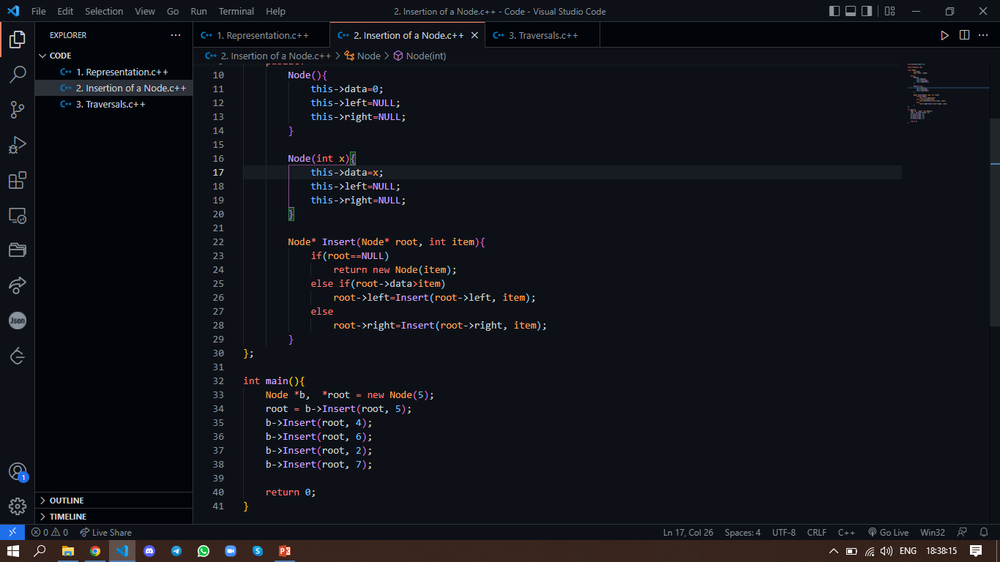 File Edit Selection View Go Run Terminal Help 2. Insertion of a Node.c++ - Code - Visual Studio Code
EXPLORER
CODE
1. Representation.c++
2. Insertion of a Node.c++
3. Traversals.c++
OUTLINE
TIMELINE
Json
1
1. Representation.c++ 2. Insertion of a Node.c++ 3. Traversals.c++
2. Insertion of a Node.c++ > Node > Node(int)
10 Node(){
11 this->data=0;
12 this->left=NULL;
13 this->right=NULL;
14 }
15
16 Node(int x){
17 this->data=x;
18 this->left=NULL;
19 this->right=NULL;
20 }
21
22 Node* Insert(Node* root, int item){
23 if(root==NULL)
24 return new Node(item);
25 else if(root->data>item)
26 root->left=Insert(root->left, item);
27 else
28 root->right=Insert(root->right, item);
29 }
30 };
31
32 int main(){
33 Node *b,  *root = new Node(5);
34 root = b->Insert(root, 5);
35 b->Insert(root, 4);
36 b->Insert(root, 6);
37 b->Insert(root, 2);
38 b->Insert(root, 7);
39
40 return 0;
41 }
0 0 Live Share Ln 17, Col 26 Spaces: 4 UTF-8 CRLF C++ Go Live Win32
ENG 18:38:15